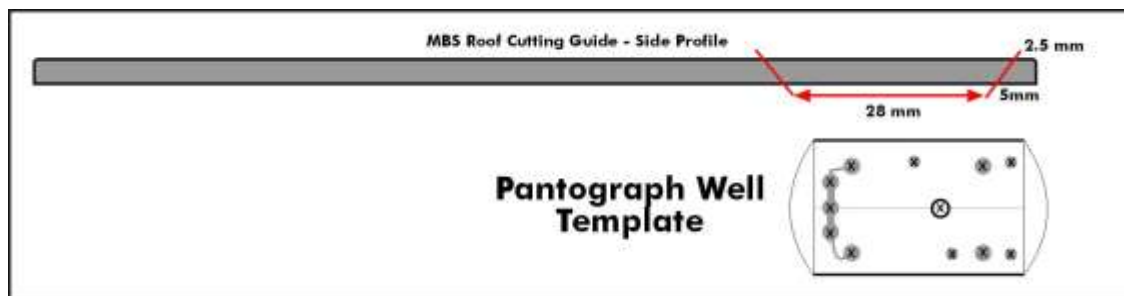 MBS Roof Cutting Guide - Side Profile
2.5 mm
5mm
28 mm
Pantograph Well
Template